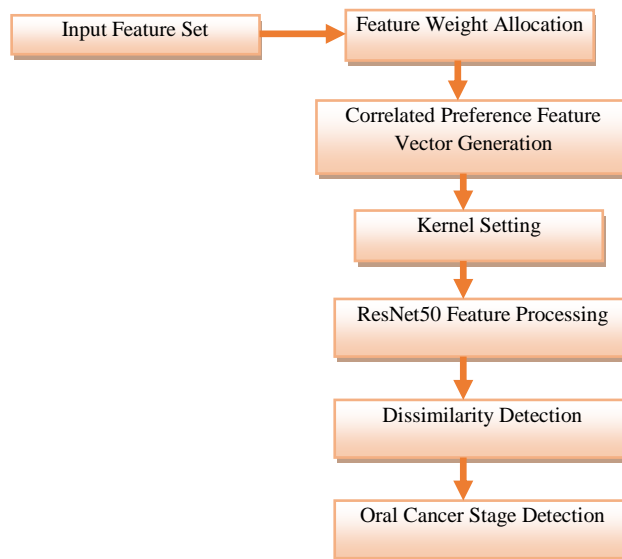 Input Feature Set
Feature Weight Allocation
Correlated Preference Feature
Vector Generation
Kernel Setting
ResNet50 Feature Processing
Dissimilarity Detection
Oral Cancer Stage Detection